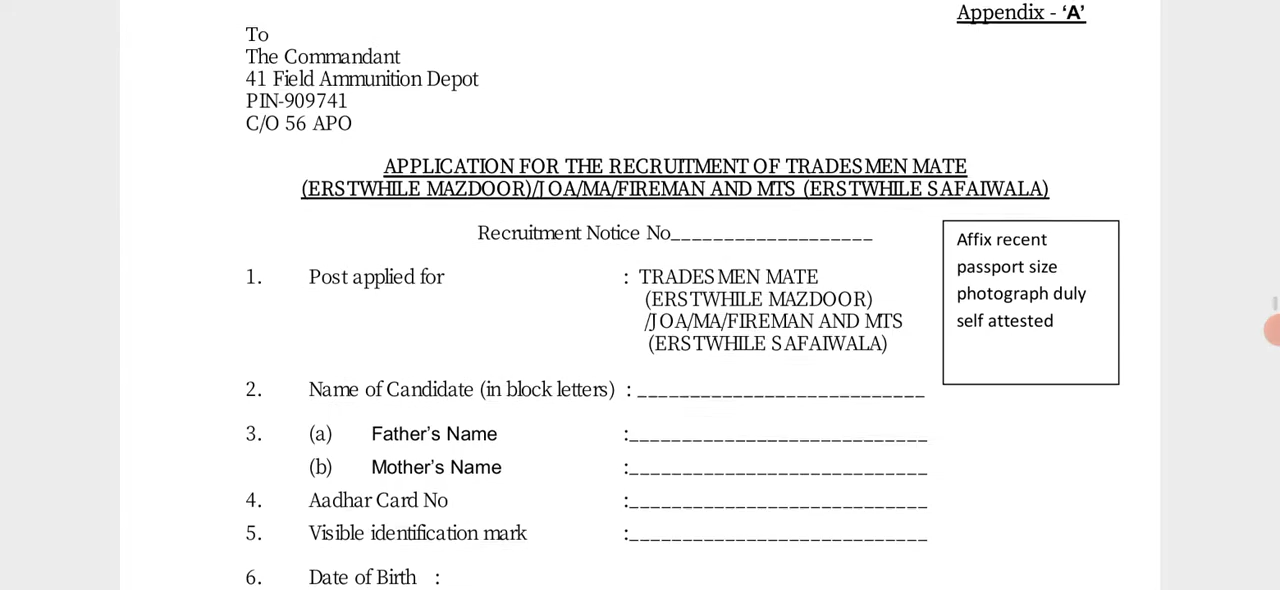 Appendix - ‘A’
To
The Commandant
41 Field Ammunition Depot
PIN-909741
C/O 56 APO
APPLICATION FOR THE RECRUITMENT OF TRADESMEN MATE
(ERSTWHILE MAZDOOR)/JOA/MA/FIREMAN AND MTS (ERSTWHILE SAFAIWALA)
Recruitment Notice No___________________
Affix recent
passport size
photograph duly
self attested
1. Post applied for : TRADESMEN MATE
(ERSTWHILE MAZDOOR)
/JOA/MA/FIREMAN AND MTS
(ERSTWHILE SAFAIWALA)
2. Name of Candidate (in block letters) : ___________________________
3. (a) Father’s Name :____________________________
(b) Mother’s Name :____________________________
4. Aadhar Card No :____________________________
5. Visible identification mark :____________________________
6. Date of Birth :